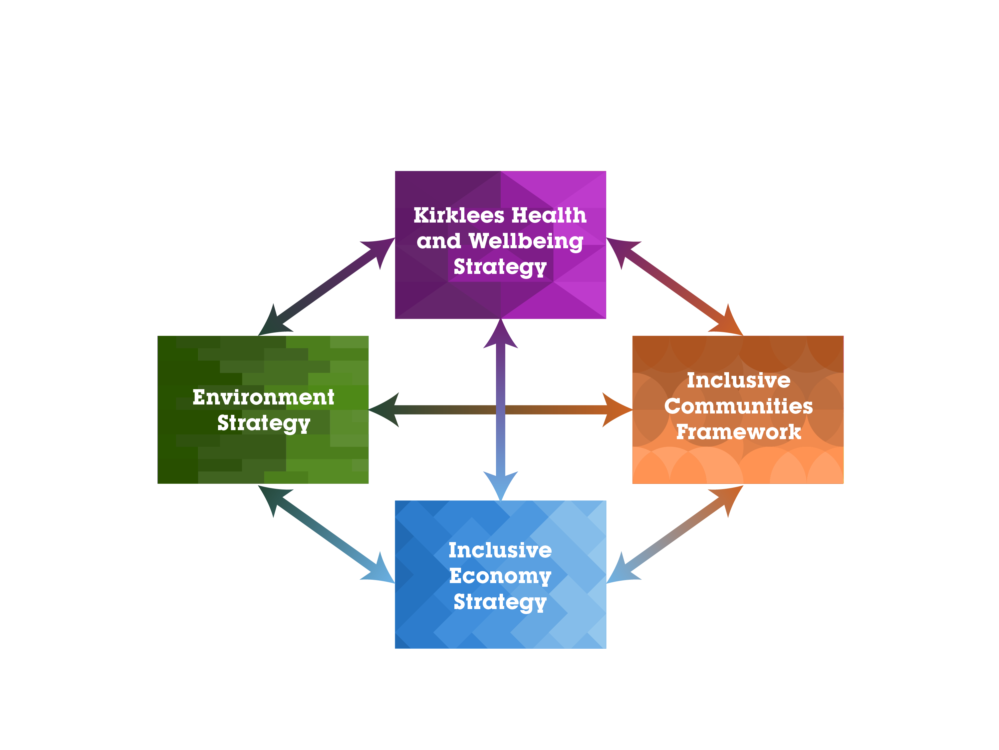 Kirklees Health
and Wellbeing
Strategy
Environment
Strategy
Inclusive
Communities
Framework
Inclusive
Economy
Strategy